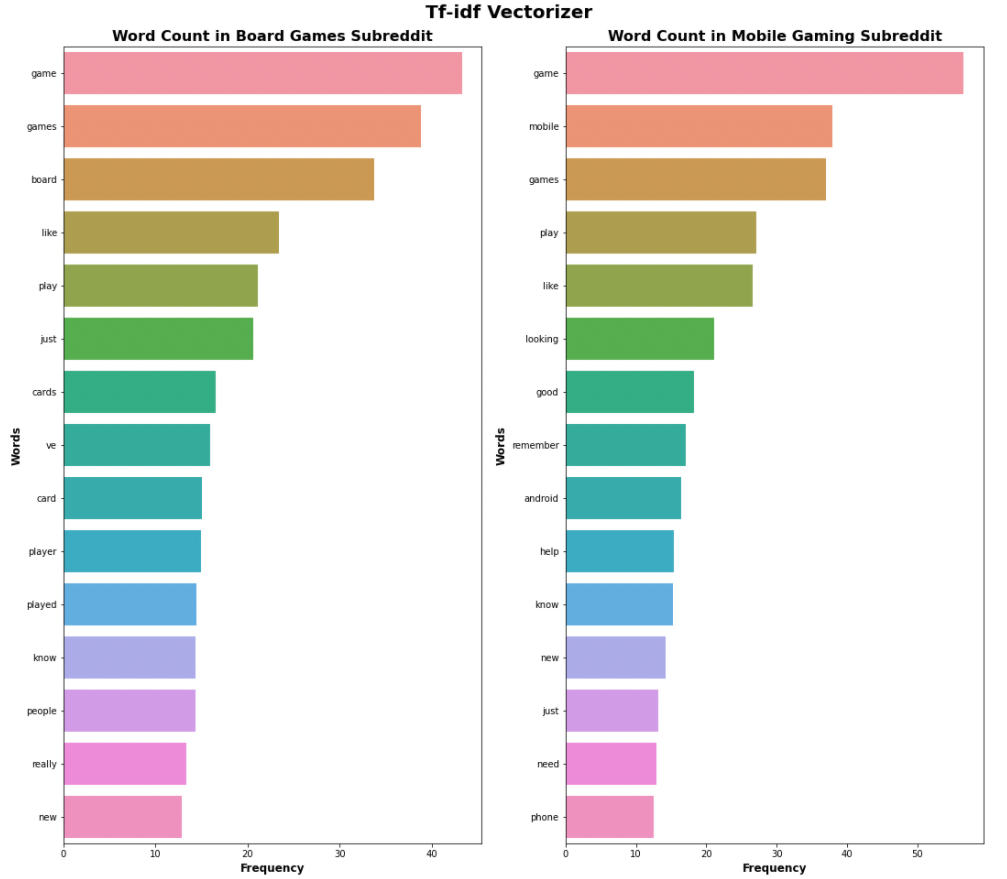 Tf-idf Vectorizer
Word Count in Board Games Subreddit
game
games
board
like
play
just
cards
ve
card
player
played
know
people
really
new
Words
0 10 20 30 40
Frequency
Word Count in Mobile Gaming Subreddit
game
mobile
games
play
like
looking
good
remember
android
help
know
new
just
need
phone
Words
0 10 20 30 40 50
Frequency